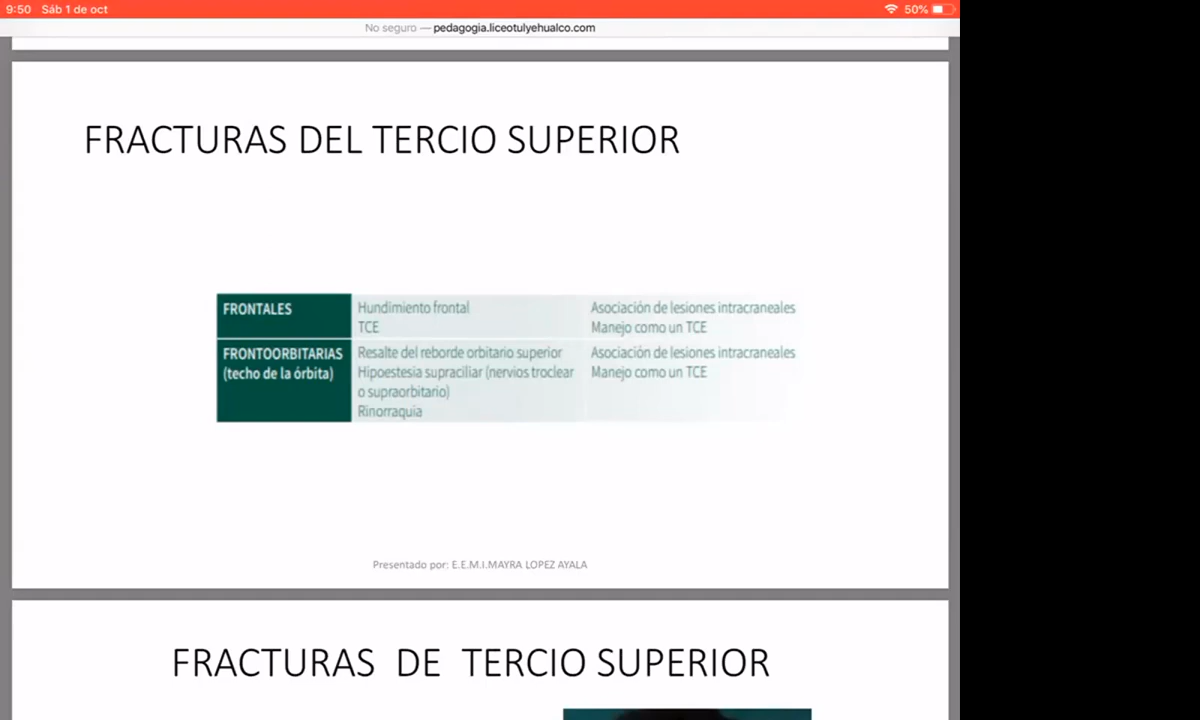 9:50 Sáb 1 de oct
50%
No seguro — pedagogia.liceotulyehualco.com
FRACTURAS DEL TERCIO SUPERIOR
FRONTALES
Hundimiento frontal
TCE
Asociación de lesiones intracraneales
Manejo como un TCE
FRONTOORBITARIAS
(techo de la órbita)
Resalte del reborde orbitario superior
Hipoestesia supraciliar (nervios troclear
o supraorbitario)
Rinorraquia
Asociación de lesiones intracraneales
Manejo como un TCE
Presentado por: E.E.M.I.MAYRA LOPEZ AYALA
FRACTURAS DE TERCIO SUPERIOR